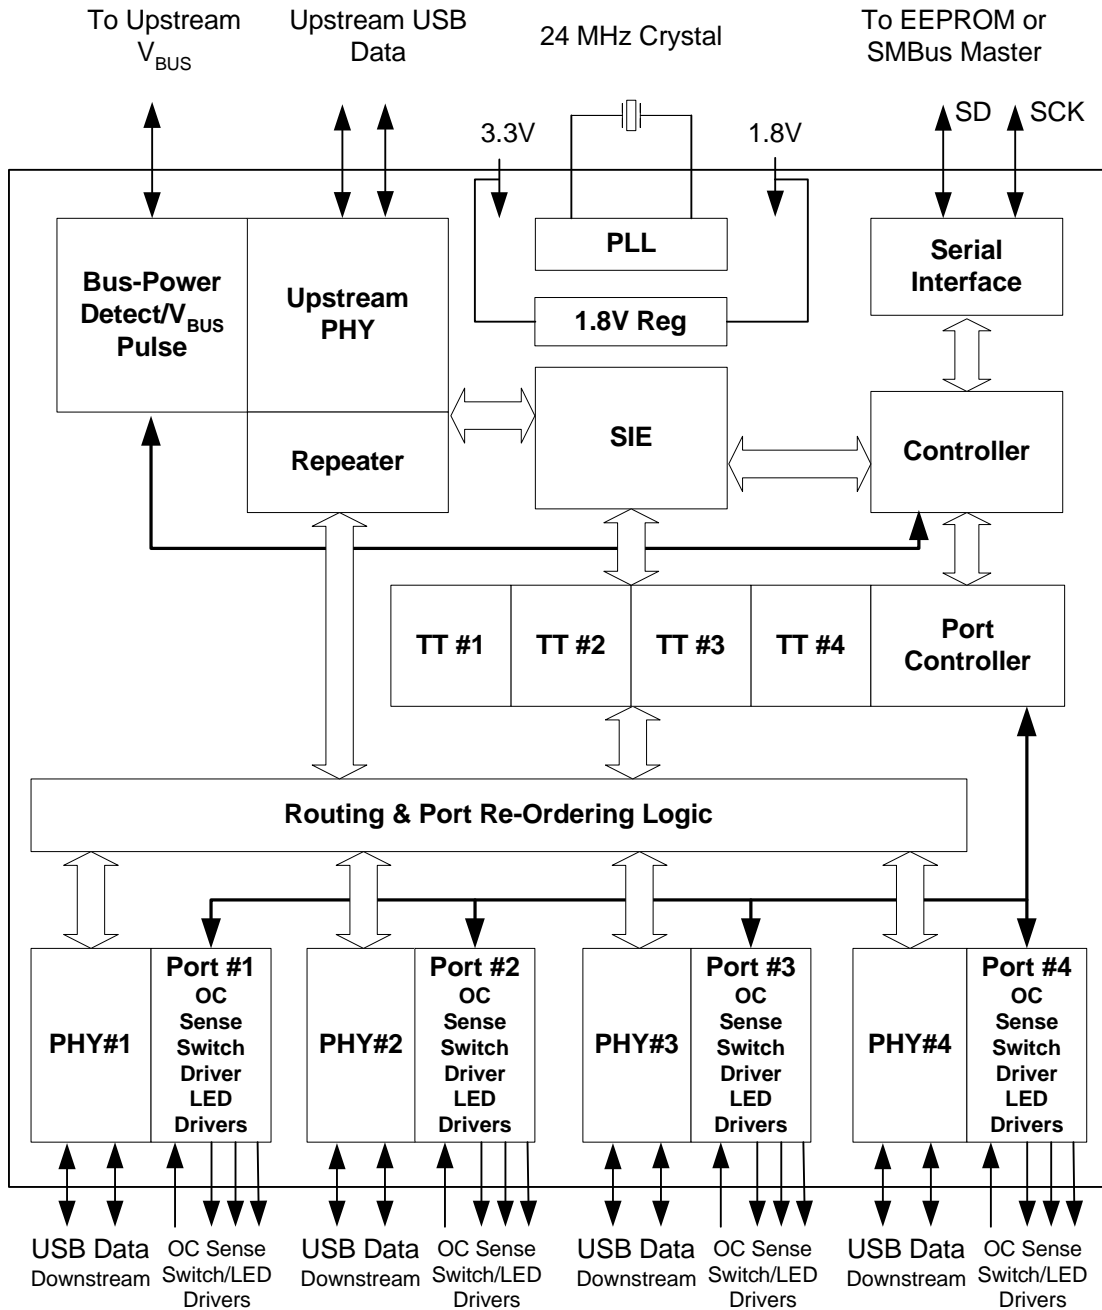 To Upstream
VBUS
Upstream USB
Data
24 MHz Crystal
To EEPROM or
SMBus Master
3.3V
1.8V
SD
SCK
Bus-Power
Detect/VBUS
Pulse
Upstream
PHY
PLL
1.8V Reg
Serial
Interface
Repeater
SIE
Controller
TT #1
TT #2
TT #3
TT #4
Port
Controller
Routing & Port Re-Ordering Logic
PHY#1
Port #1
OC
Sense
Switch
Driver
LED
Drivers
PHY#2
Port #2
OC
Sense
Switch
Driver
LED
Drivers
PHY#3
Port #3
OC
Sense
Switch
Driver
LED
Drivers
PHY#4
Port #4
OC
Sense
Switch
Driver
LED
Drivers
USB Data
Downstream
OC Sense
Switch/LED
Drivers
USB Data
Downstream
OC Sense
Switch/LED
Drivers
USB Data
Downstream
OC Sense
Switch/LED
Drivers
USB Data
Downstream
OC Sense
Switch/LED
Drivers